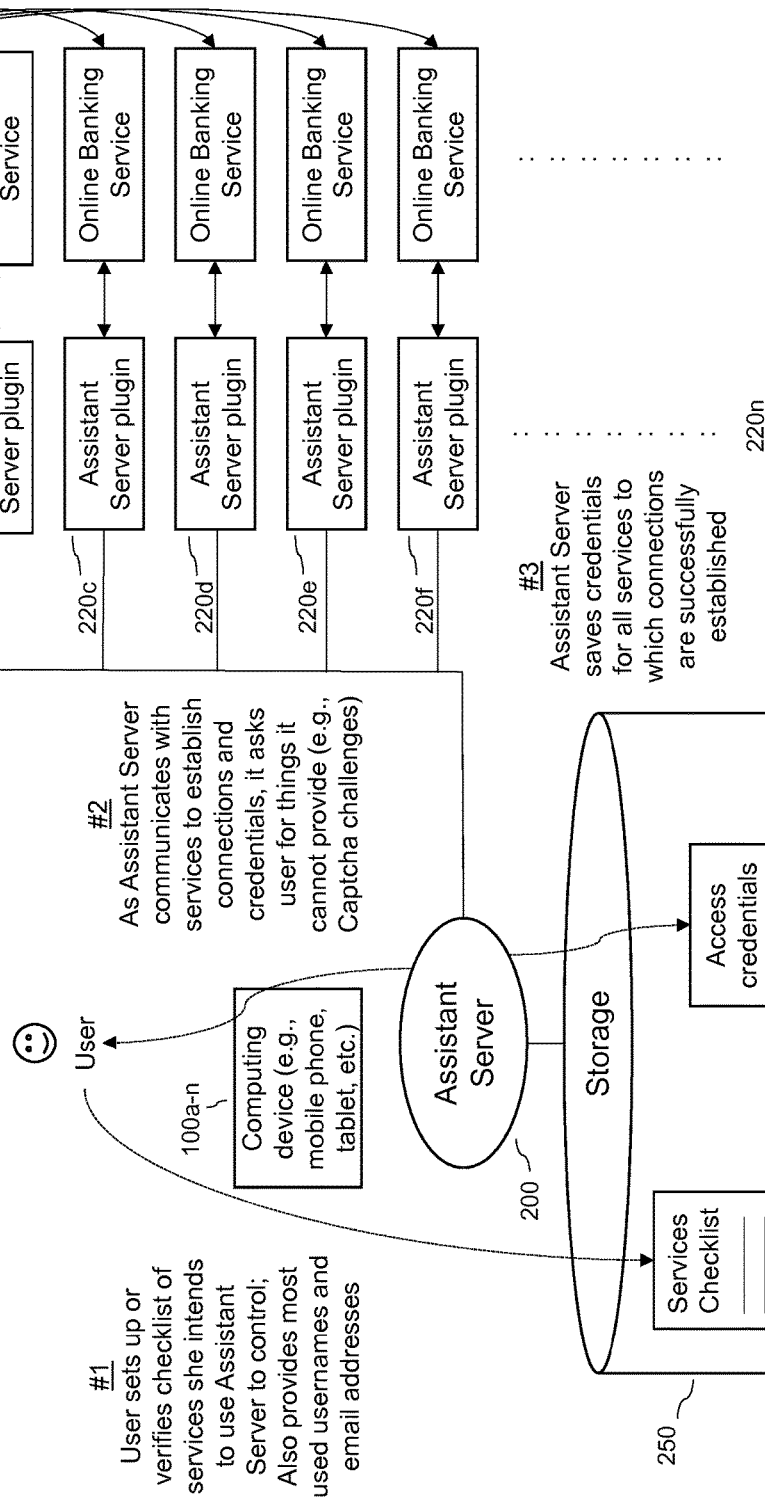 #1
User sets up or
verifies checklist of
services she intends
to use Assistant
Server to control;
Also provides most
used usernames and
email addresses
User
100a-n
Computing
device (e.g.,
mobile phone,
tablet, etc.)
#2
As Assistant Server
communicates with
services to establish
connections and
credentials, it asks
user for things it
cannot provide (e.g.,
Captcha challenges)
Server plugin
Service
220c
Assistant
Server plugin
Online Banking
Service
220d
Assistant
Server plugin
Online Banking
Service
220e
Assistant
Server plugin
Online Banking
Service
220f
Assistant
Server plugin
Online Banking
Service
220n
Assistant
Server
200
#3
Assistant Server
saves credentials
for all services to
which connections
are successfully
established
Storage
250
Services
Checklist
Access
credentials